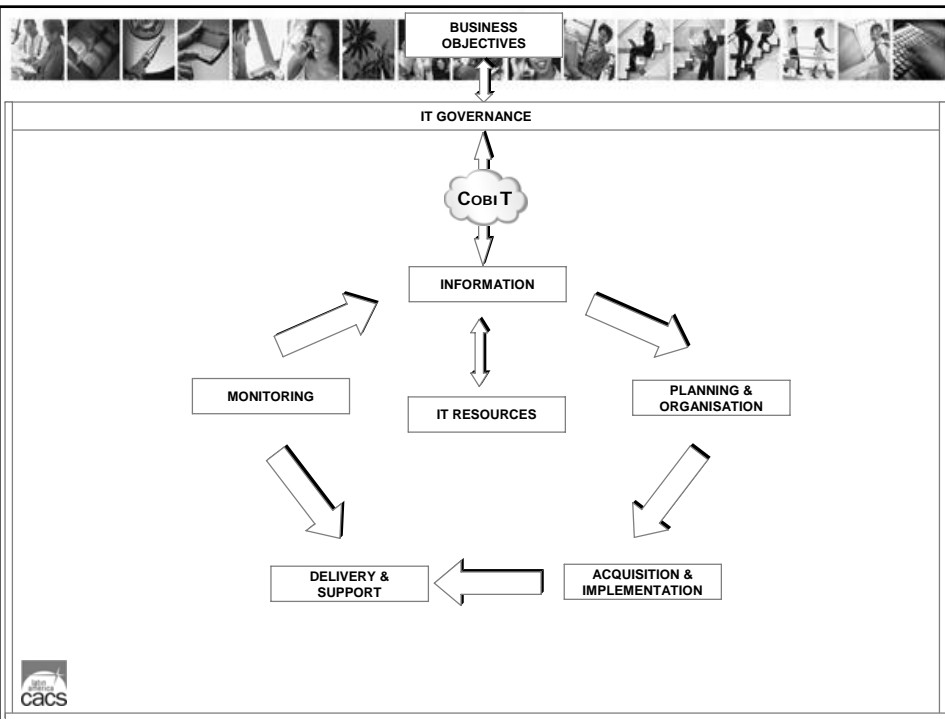 BUSINESS
OBJECTIVES
IT GOVERNANCE
COBIT
INFORMATION
MONITORING
IT RESOURCES
PLANNING &
ORGANISATION
DELIVERY &
SUPPORT
ACQUISITION &
IMPLEMENTATION
latin
america
cacs